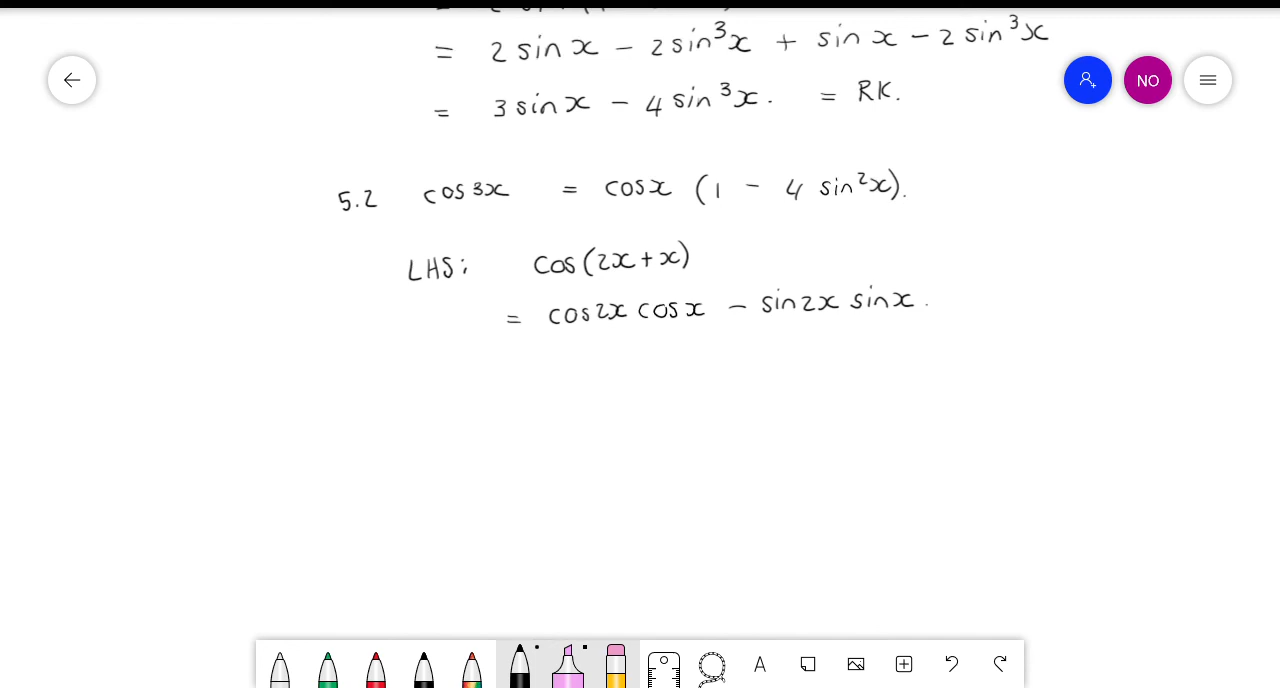 = 2 sin x − 2 sin³x + sin x − 2 sin³x
= 3 sin x − 4 sin³x. = RK.
5.2 cos 3x = cos x (1 − 4 sin²x).
LHS: cos(2x + x)
= cos 2x cos x − sin 2x sin x.
NO
A